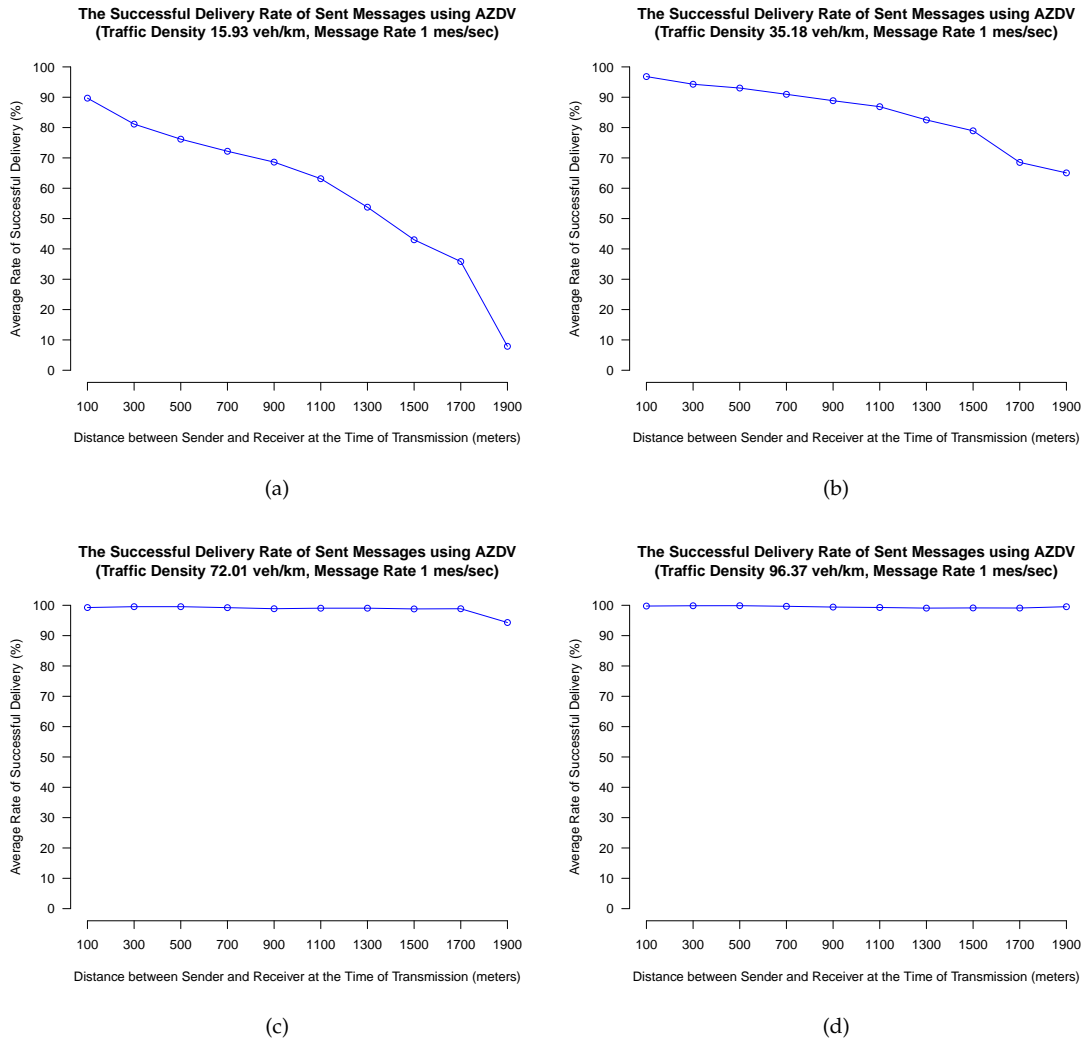 The Successful Delivery Rate of Sent Messages using AZDV
(Traffic Density 15.93 veh/km, Message Rate 1 mes/sec)
Average Rate of Successful Delivery (%)
100
90
80
70
60
50
40
30
20
10
0
100 300 500 700 900 1100 1300 1500 1700 1900
Distance between Sender and Receiver at the Time of Transmission (meters)
(a)
The Successful Delivery Rate of Sent Messages using AZDV
(Traffic Density 35.18 veh/km, Message Rate 1 mes/sec)
Average Rate of Successful Delivery (%)
100
90
80
70
60
50
40
30
20
10
0
100 300 500 700 900 1100 1300 1500 1700 1900
Distance between Sender and Receiver at the Time of Transmission (meters)
(b)
The Successful Delivery Rate of Sent Messages using AZDV
(Traffic Density 72.01 veh/km, Message Rate 1 mes/sec)
Average Rate of Successful Delivery (%)
100
90
80
70
60
50
40
30
20
10
0
100 300 500 700 900 1100 1300 1500 1700 1900
Distance between Sender and Receiver at the Time of Transmission (meters)
(c)
The Successful Delivery Rate of Sent Messages using AZDV
(Traffic Density 96.37 veh/km, Message Rate 1 mes/sec)
Average Rate of Successful Delivery (%)
100
90
80
70
60
50
40
30
20
10
0
100 300 500 700 900 1100 1300 1500 1700 1900
Distance between Sender and Receiver at the Time of Transmission (meters)
(d)